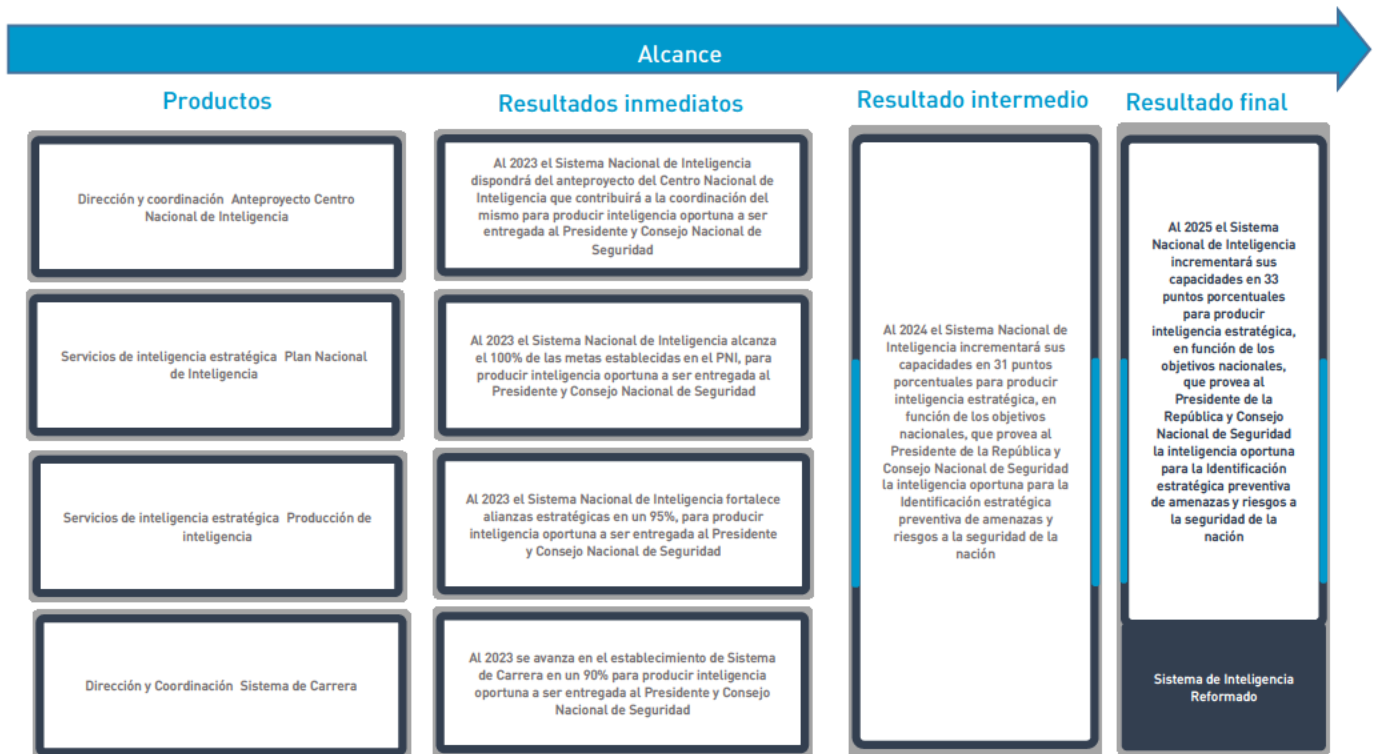 Alcance
Productos
Dirección y coordinación Anteproyecto Centro
Nacional de Inteligencia
Servicios de inteligencia estratégica Plan Nacional
de Inteligencia
Servicios de inteligencia estratégica Producción de
inteligencia
Dirección y Coordinación Sistema de Carrera
Resultados inmediatos
Al 2023 el Sistema Nacional de Inteligencia
dispondrá del anteproyecto del Centro Nacional de
Inteligencia que contribuirá a la coordinación del
mismo para producir inteligencia oportuna a ser
entregada al Presidente y Consejo Nacional de
Seguridad
Al 2023 el Sistema Nacional de Inteligencia alcanza
el 100% de las metas establecidas en el PNI, para
producir inteligencia oportuna a ser entregada al
Presidente y Consejo Nacional de Seguridad
Al 2023 el Sistema Nacional de Inteligencia fortalece
alianzas estratégicas en un 95%, para producir
inteligencia oportuna a ser entregada al Presidente
y Consejo Nacional de Seguridad
Al 2023 se avanza en el establecimiento de Sistema
de Carrera en un 90% para producir inteligencia
oportuna a ser entregada al Presidente y Consejo
Nacional de Seguridad
Resultado intermedio
Al 2024 el Sistema Nacional de
Inteligencia incrementará sus
capacidades en 31 puntos
porcentuales para producir
inteligencia estratégica, en
función de los objetivos
nacionales, que provea al
Presidente de la República y
Consejo Nacional de Seguridad
la inteligencia oportuna para la
Identificación estratégica
preventiva de amenazas y
riesgos a la seguridad de la
nación
Resultado final
Al 2025 el Sistema
Nacional de Inteligencia
incrementará sus
capacidades en 33
puntos porcentuales
para producir
inteligencia estratégica,
en función de los
objetivos nacionales,
que provea al
Presidente de la
República y Consejo
Nacional de Seguridad
la inteligencia oportuna
para la Identificación
estratégica preventiva
de amenazas y riesgos a
la seguridad de la
nación
Sistema de Inteligencia
Reformado